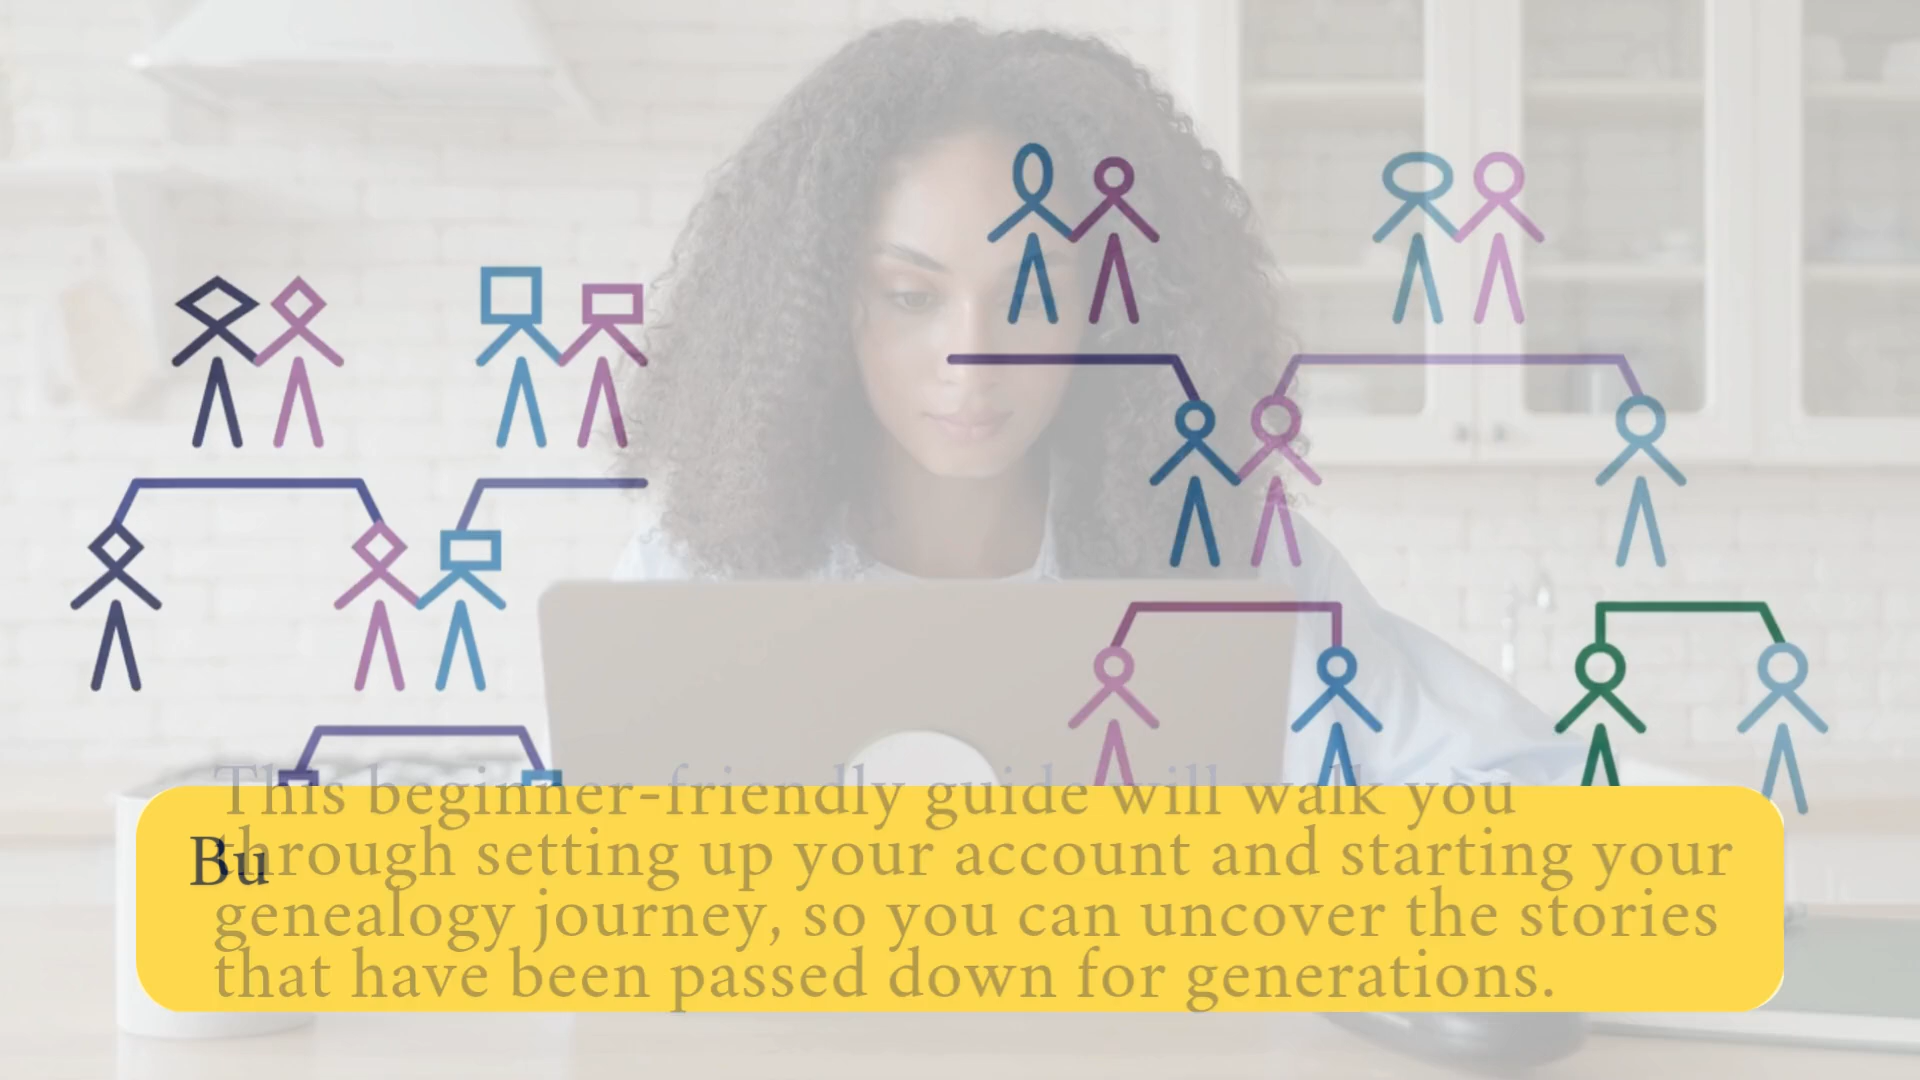 This beginner-friendly guide will walk you
Bu
through setting up your account and starting your
genealogy journey, so you can uncover the stories
that have been passed down for generations.